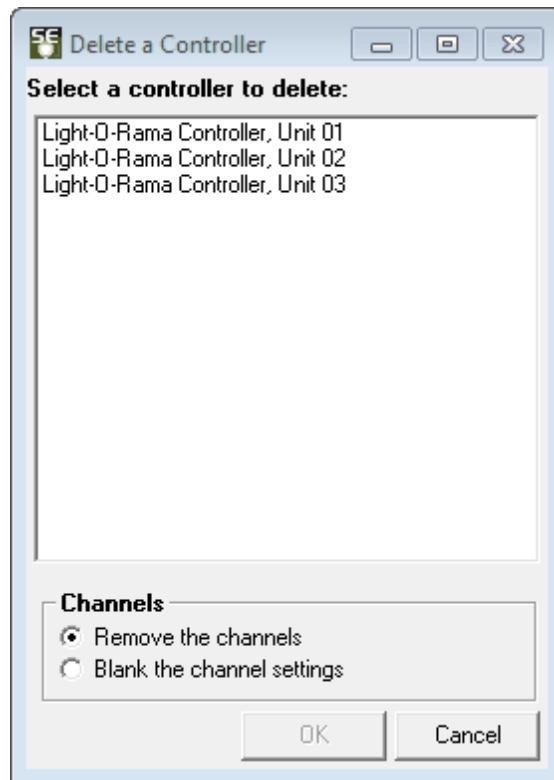 SE Delete a Controller
Select a controller to delete:
Light-O-Rama Controller, Unit 01
Light-O-Rama Controller, Unit 02
Light-O-Rama Controller, Unit 03
Channels
Remove the channels
Blank the channel settings
OK Cancel